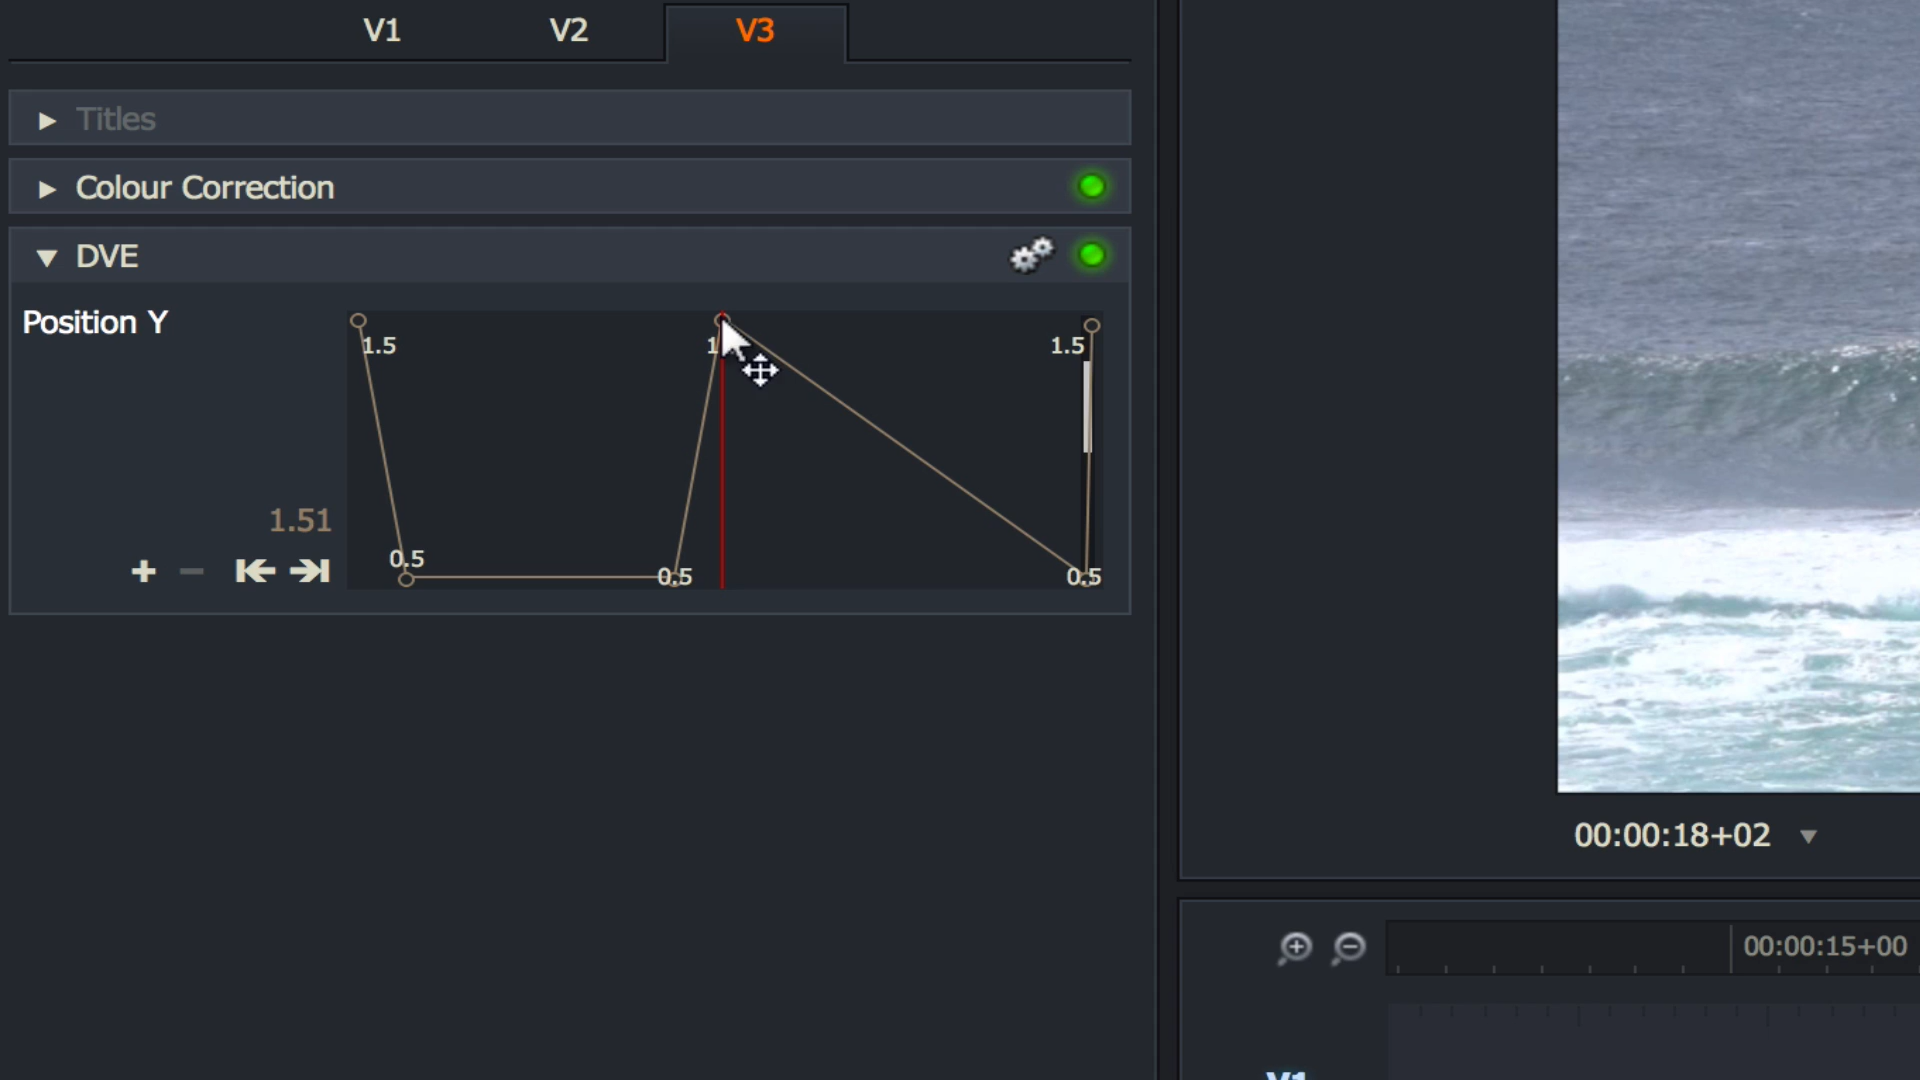 V1 V2 V3
Titles
Colour Correction
DVE
Position Y
1.5 1.5
1.51
0.5 0.5 0.5
00:00:18+02
00:00:15+00
V1